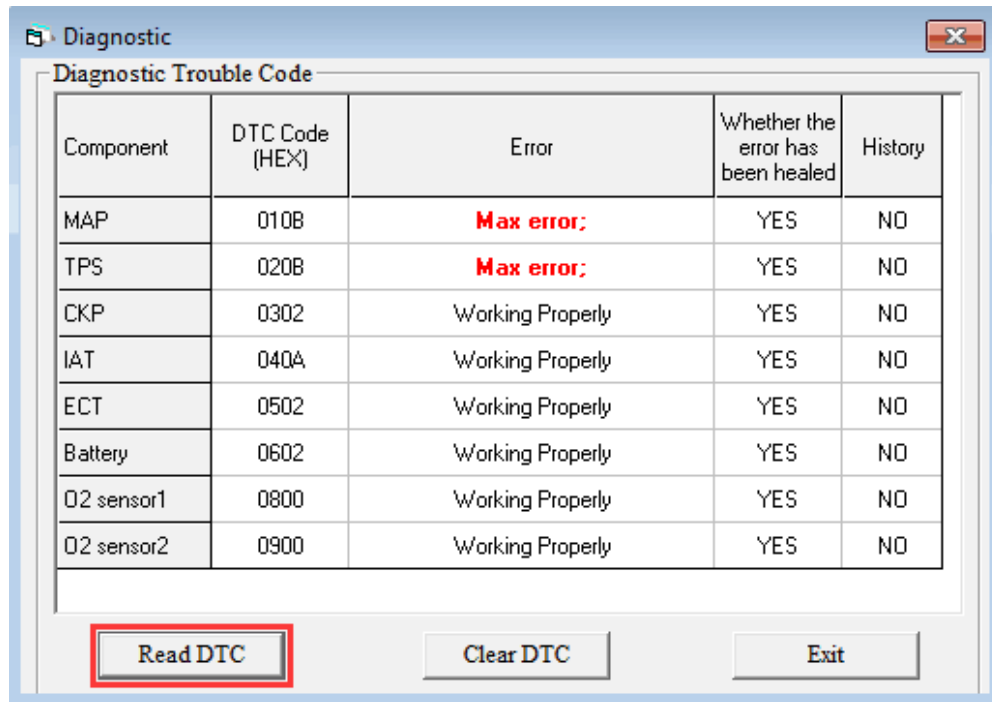 Diagnostic
Diagnostic Trouble Code
Component DTC Code (HEX) Error Whether the error has been healed History
MAP 010B Max error; YES NO
TPS 020B Max error; YES NO
CKP 0302 Working Properly YES NO
IAT 040A Working Properly YES NO
ECT 0502 Working Properly YES NO
Battery 0602 Working Properly YES NO
O2 sensor1 0800 Working Properly YES NO
O2 sensor2 0900 Working Properly YES NO
Read DTC Clear DTC Exit